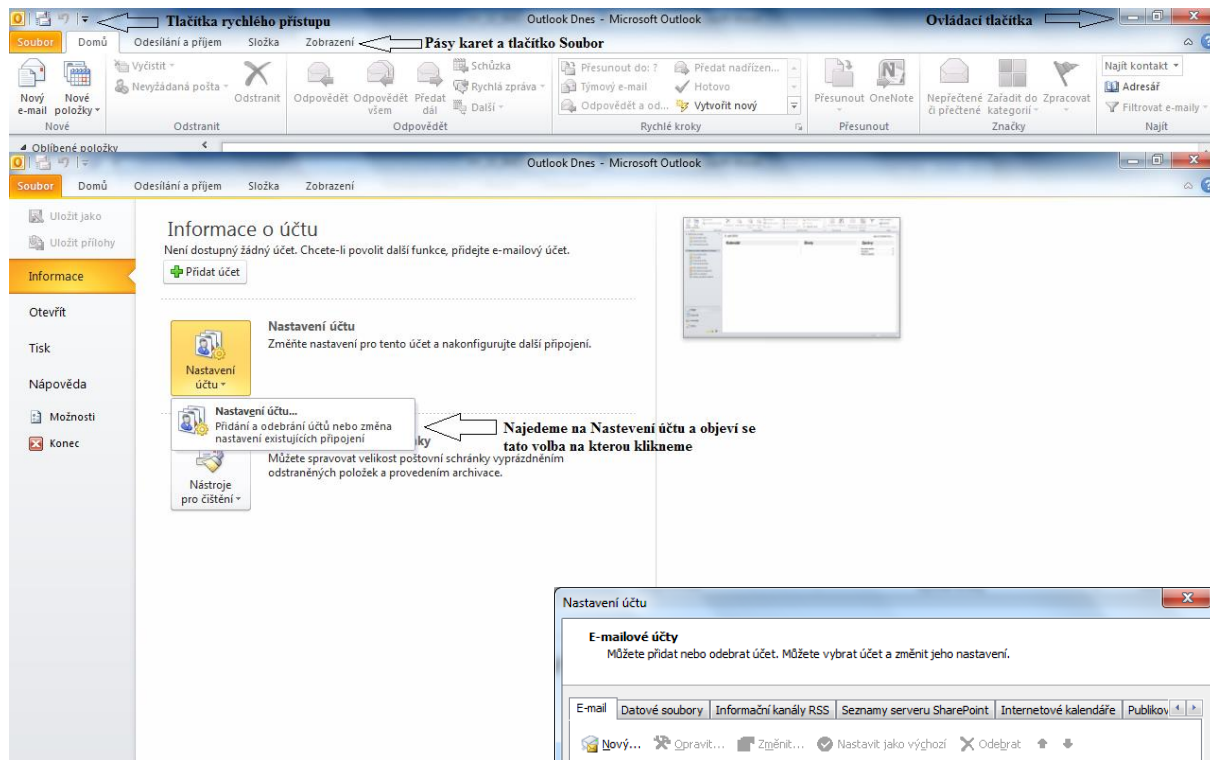 Tlačítka rychlého přístupu
Outlook Dnes - Microsoft Outlook
Ovládací tlačítka
Soubor Domů Odesílání a příjem Složka Zobrazení
Pásy karet a tlačítko Soubor
Nový e-mail
Nové položky
Nové
Vyčistit
Nevyžádaná pošta
Odstranit
Odstranit
Odpovědět
Odpovědět všem
Předat dál
Schůzka
Rychlá zpráva
Další
Odpovědět
Přesunout do: ?
Týmový e-mail
Odpovědět a od...
Předat nadřízen...
Hotovo
Vytvořit nový
Rychlé kroky
Přesunout
OneNote
Přesunout
Nepřečtené či přečtené
Zařadit do kategorií
Zpracovat
Značky
Najít kontakt
Adresář
Filtrovat e-maily
Najít
Oblíbené položky
Outlook Dnes - Microsoft Outlook
Soubor Domů Odesílání a příjem Složka Zobrazení
Uložit jako
Uložit přílohy
Informace
Otevřít
Tisk
Nápověda
Možnosti
Konec
Informace o účtu
Není dostupný žádný účet. Chcete-li povolit další funkce, přidejte e-mailový účet.
Přidat účet
Nastavení účtu
Nastavení účtu
Změňte nastavení pro tento účet a nakonfigurujte další připojení.
Nastavení účtu...
Přidání a odebrání účtů nebo změna
nastavení existujících připojení
Najedeme na Nastevení účtu a objeví se
tato volba na kterou klikneme
ky
Můžete spravovat velikost poštovní schránky vyprázdněním
odstraněných položek a provedením archivace.
Nástroje
pro čištění
Nastavení účtu
E-mailové účty
Můžete přidat nebo odebrat účet. Můžete vybrat účet a změnit jeho nastavení.
E-mail Datové soubory Informační kanály RSS Seznamy serveru SharePoint Internetové kalendáře Publikov
Nový... Opravit... Změnit... Nastavit jako výchozí Odebrat